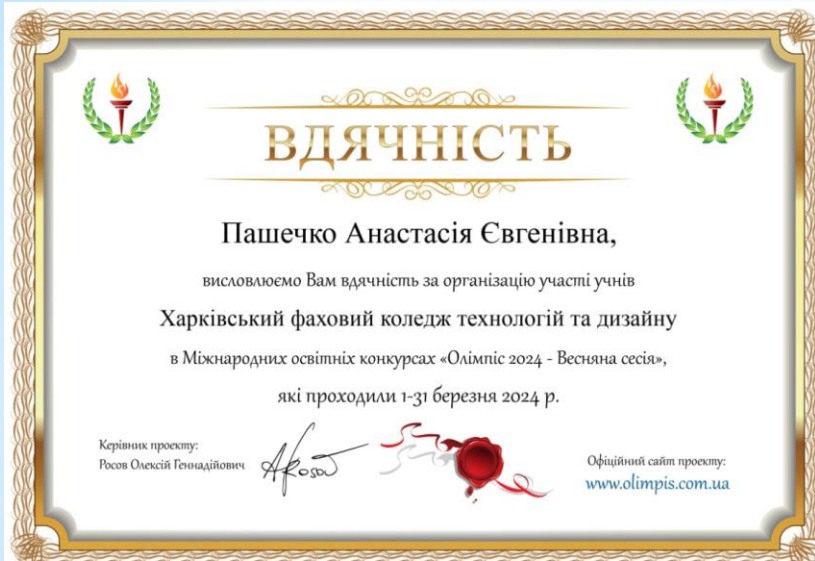 ВДЯЧНІСТЬ
Пашечко Анастасія Євгенівна,
висловлюємо Вам вдячність за організацію участі учнів
Харківський фаховий коледж технологій та дизайну
в Міжнародних освітніх конкурсах «Олімпіс 2024 - Весняна сесія»,
які проходили 1-31 березня 2024 р.
Керівник проекту:
Росов Олексій Геннадійович
ARosov
Офіційний сайт проекту:
www.olimpis.com.ua